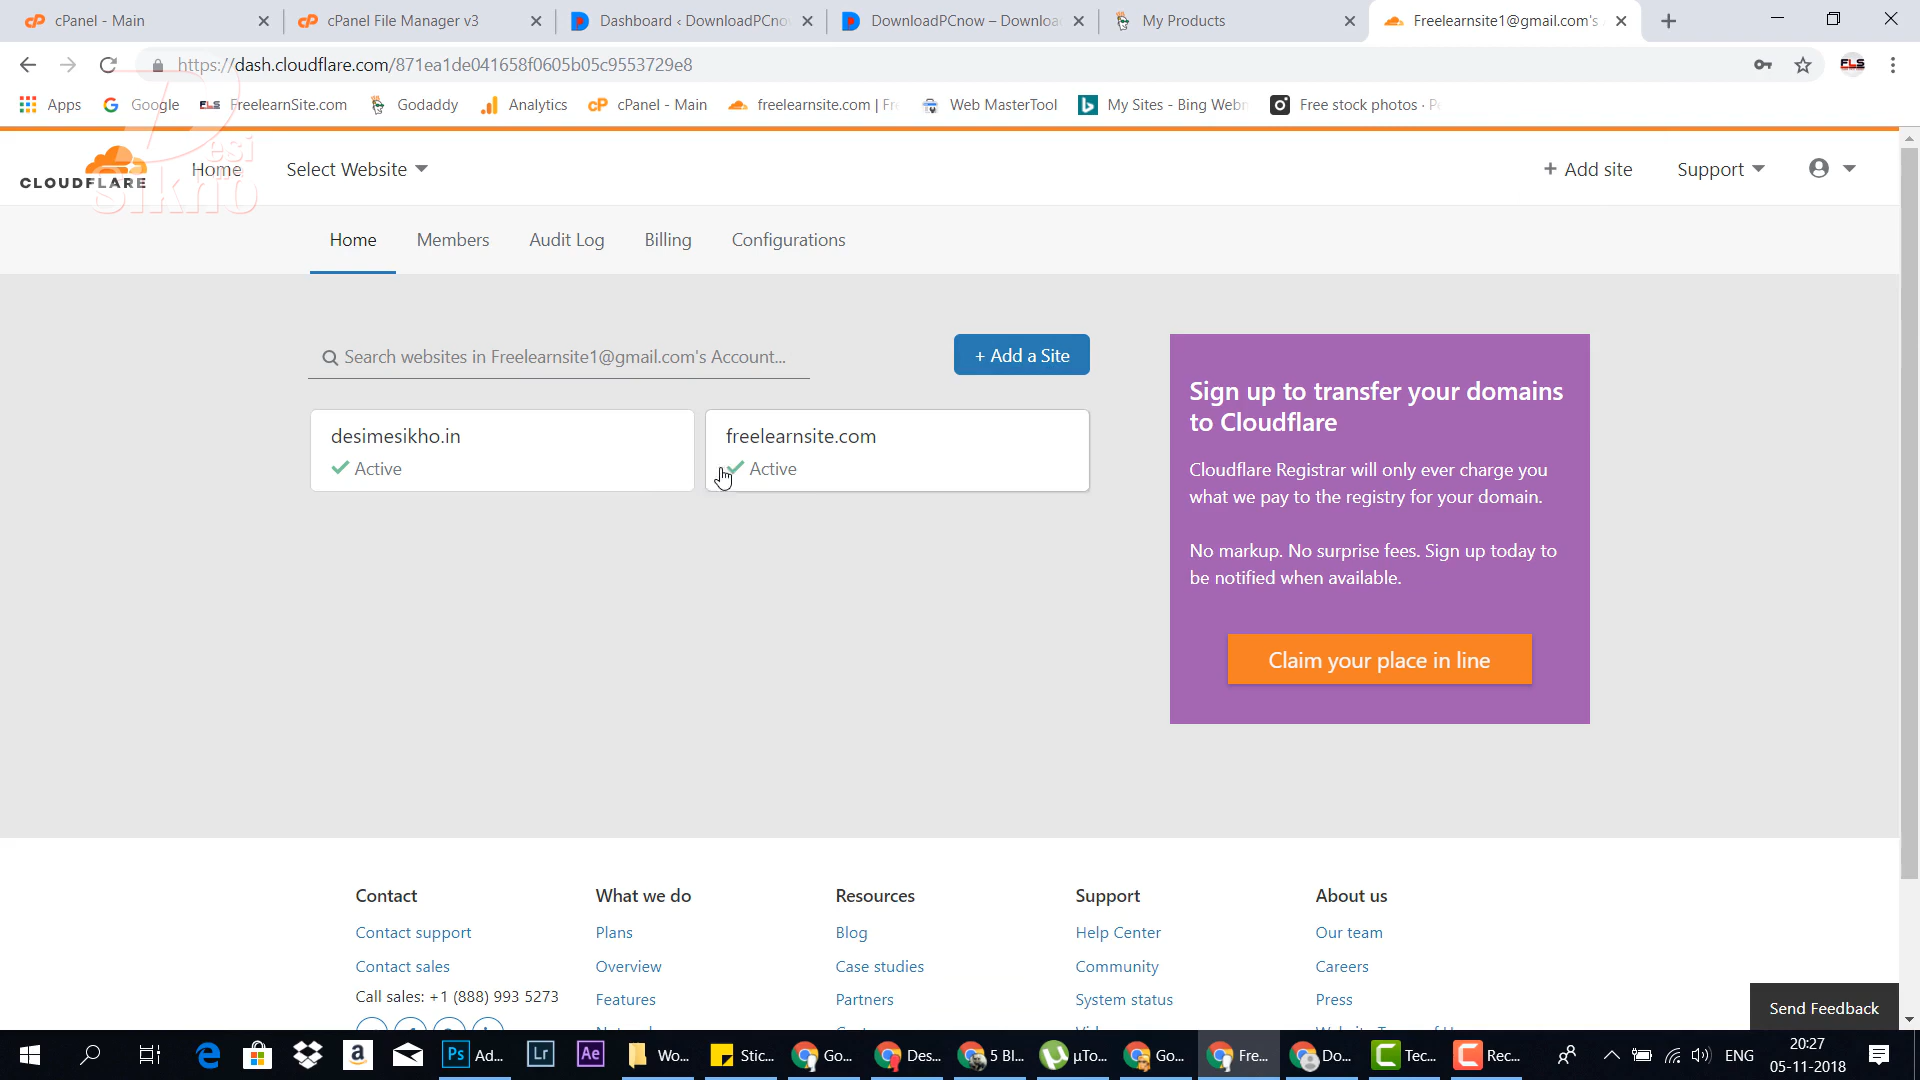 cPanel - Main
cPanel File Manager v3
Dashboard ‹ DownloadPCno
DownloadPCnow – Downloa
My Products
Freelearnsite1@gmail.com's
https://dash.cloudflare.com/871ea1de041658f0605b05c9553729e8
FLS
Apps
Google
FreelearnSite.com
Godaddy
Analytics
cPanel - Main
freelearnsite.com | Fr
Web MasterTool
My Sites - Bing Webm
Free stock photos · Pe
Desi
Sikho
CLOUDFLARE
Home
Select Website
+ Add site
Support
Home
Members
Audit Log
Billing
Configurations
Search websites in Freelearnsite1@gmail.com's Account...
+ Add a Site
desimesikho.in
Active
freelearnsite.com
Active
Sign up to transfer your domains
to Cloudflare
Cloudflare Registrar will only ever charge you
what we pay to the registry for your domain.
No markup. No surprise fees. Sign up today to
be notified when available.
Claim your place in line
Contact
What we do
Resources
Support
About us
Contact support
Plans
Blog
Help Center
Our team
Contact sales
Overview
Case studies
Community
Careers
Call sales: +1 (888) 993 5273
Features
Partners
System status
Press
Send Feedback
Ps
Ad...
Lr
Ae
Wo...
Stic...
Go...
Des...
5 Bl...
µTo...
Go...
Fre...
Do...
Tec...
Rec...
ENG
20:27
05-11-2018